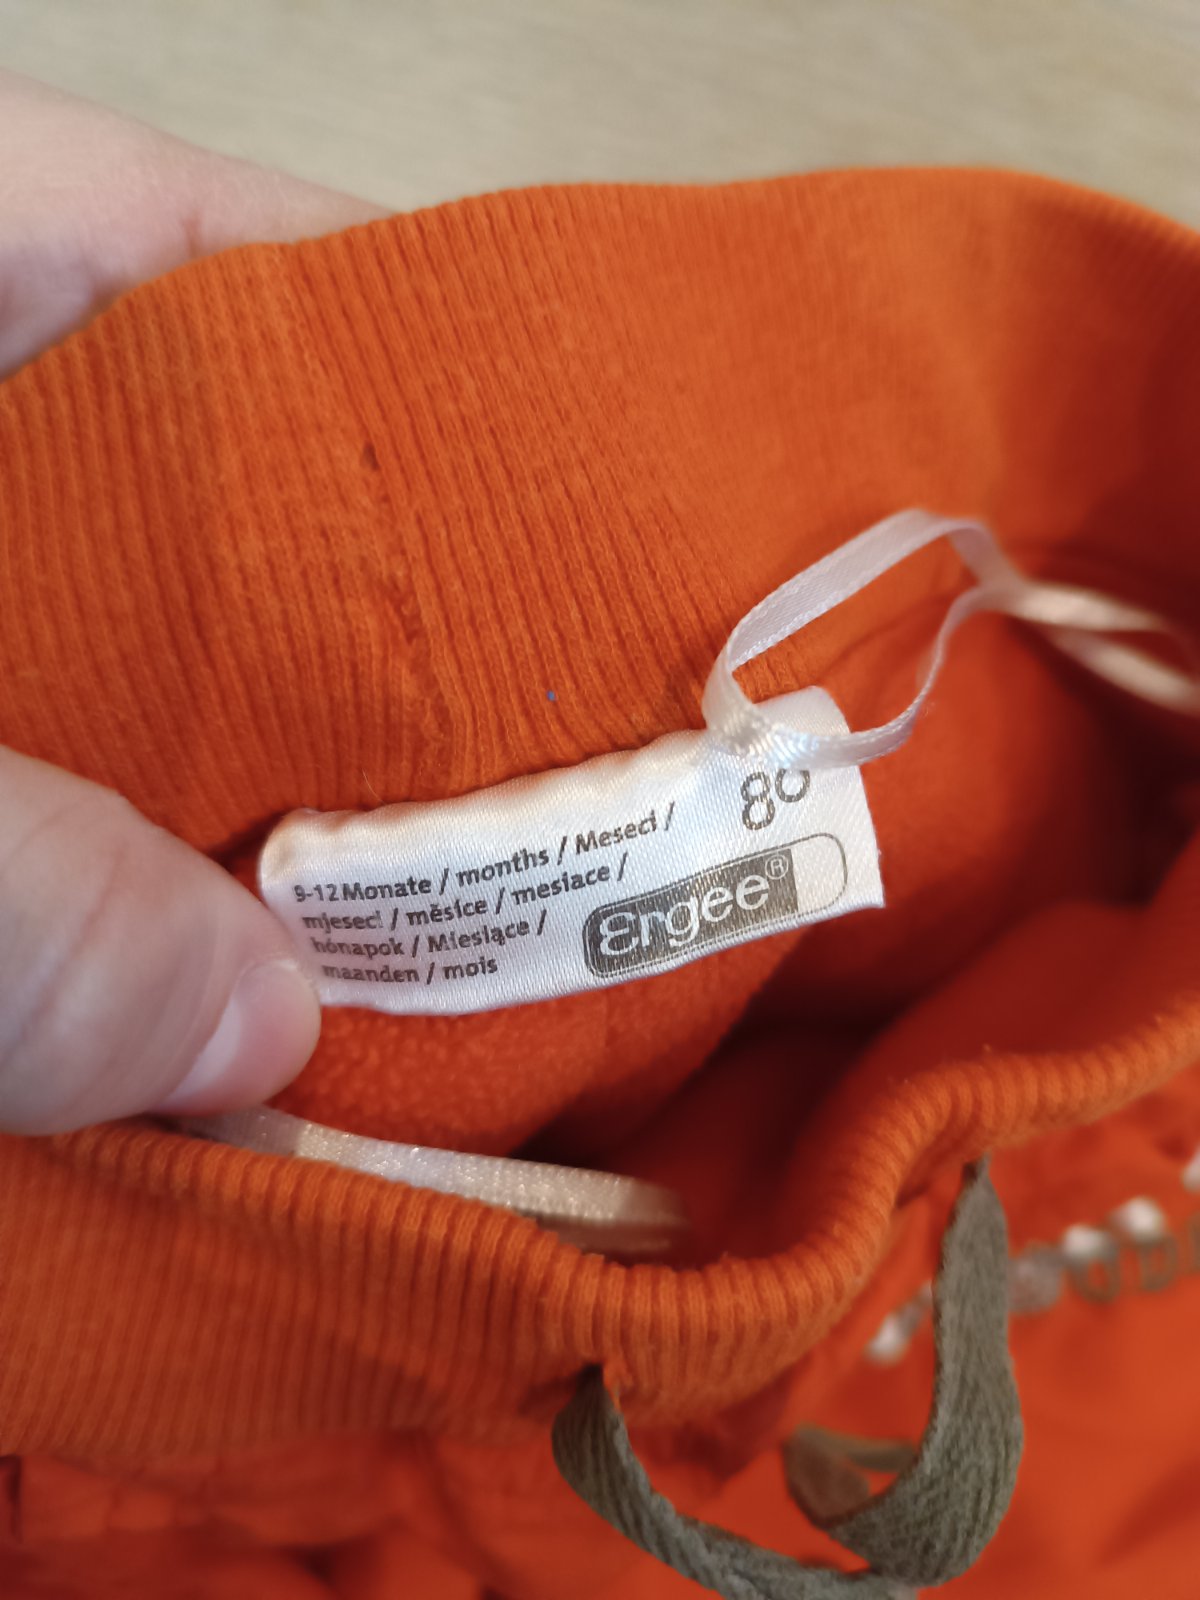 80
9-12 Monate / months / Meseci /
mjeseci / měsíce / mesiace /
hónapok / Miesiące /
maanden / mois
Ergee®